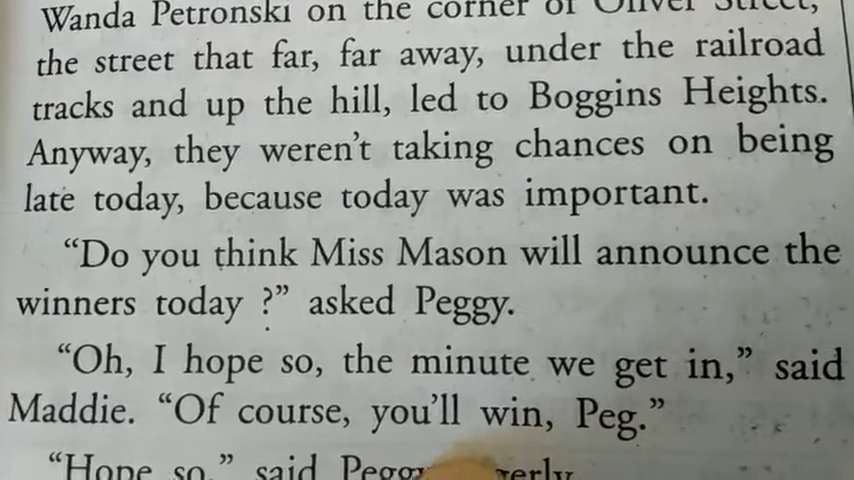 Wanda Petronski on the corner of Oliver Street,
the street that far, far away, under the railroad
tracks and up the hill, led to Boggins Heights.
Anyway, they weren't taking chances on being
late today, because today was important.
“Do you think Miss Mason will announce the
winners today ?” asked Peggy.
“Oh, I hope so, the minute we get in,” said
Maddie. “Of course, you'll win, Peg.”
“Hope so,” said Peggy